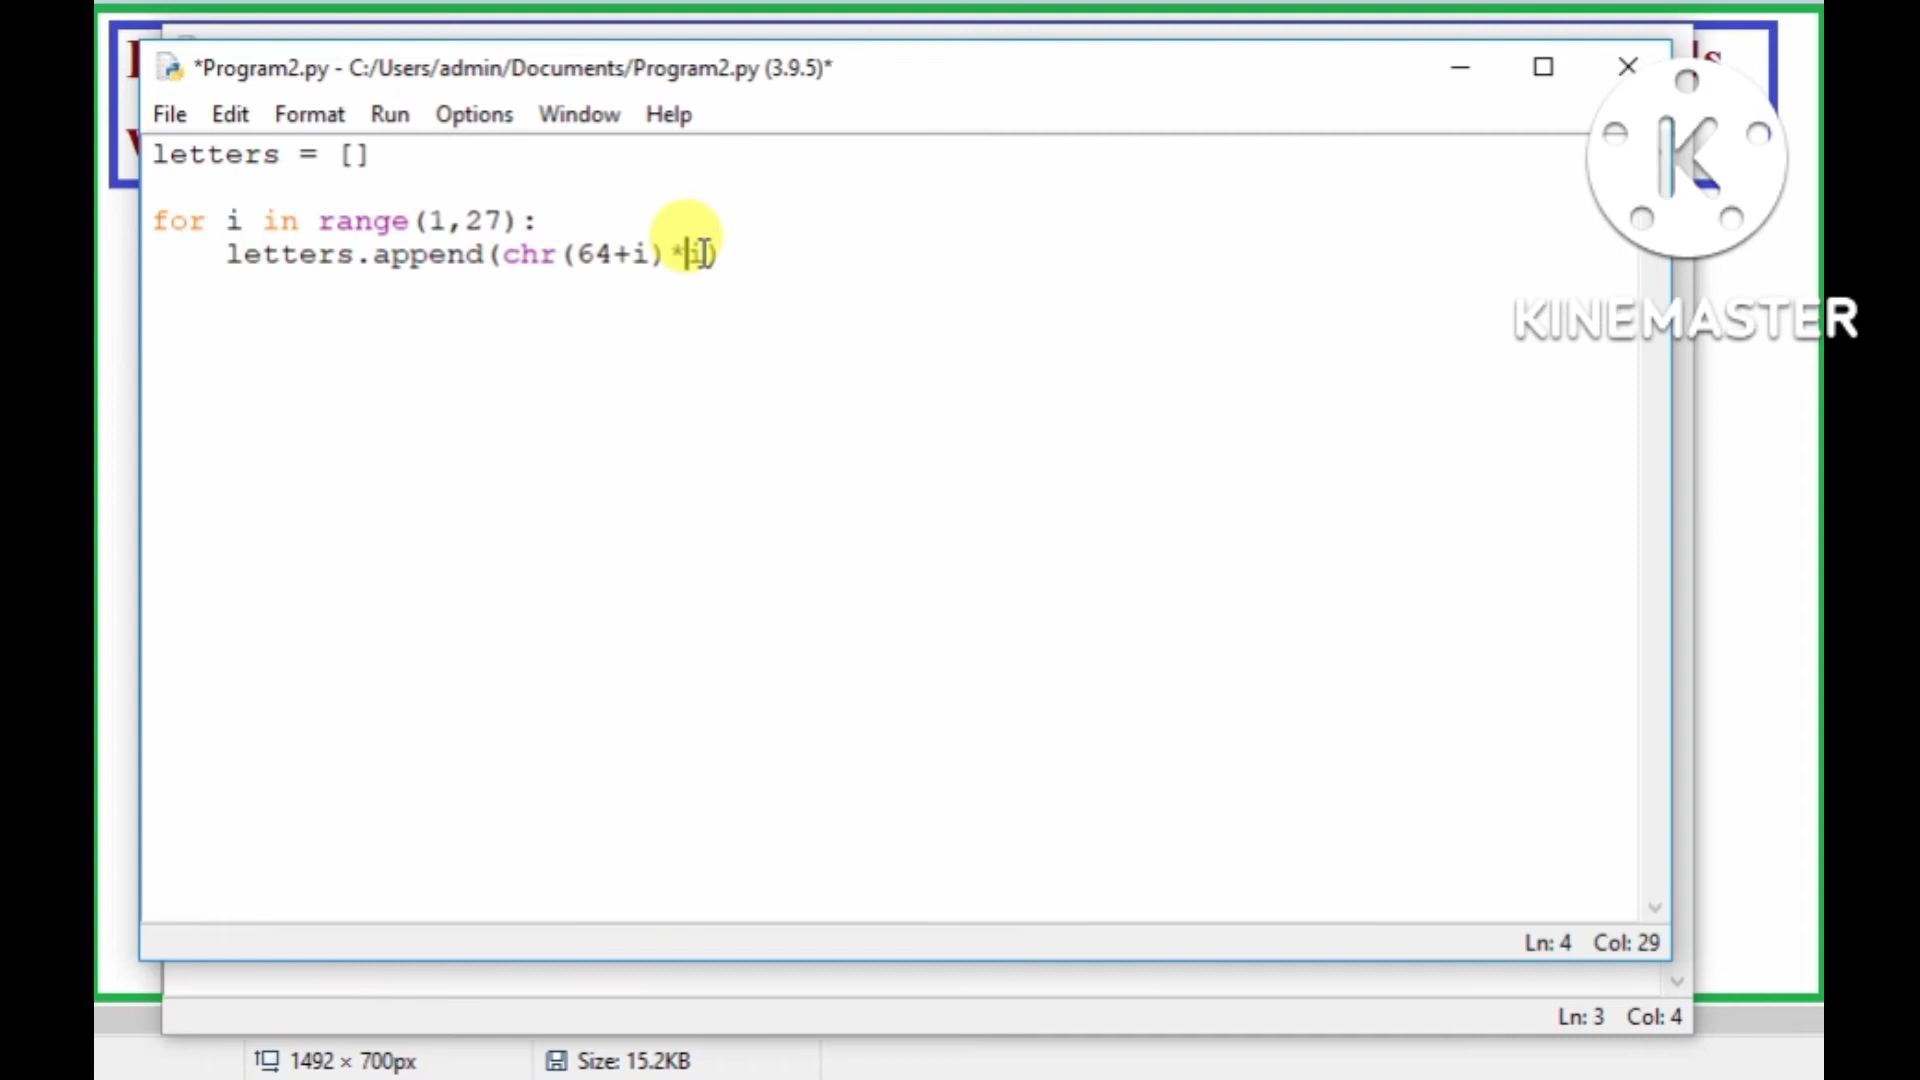 *Program2.py - C:/Users/admin/Documents/Program2.py (3.9.5)*
File Edit Format Run Options Window Help
letters = []
for i in range(1,27):
letters.append(chr(64+i)*i)
K
KINEMASTER
Ln: 4 Col: 29
Ln: 3 Col: 4
1492 × 700px Size: 15.2KB